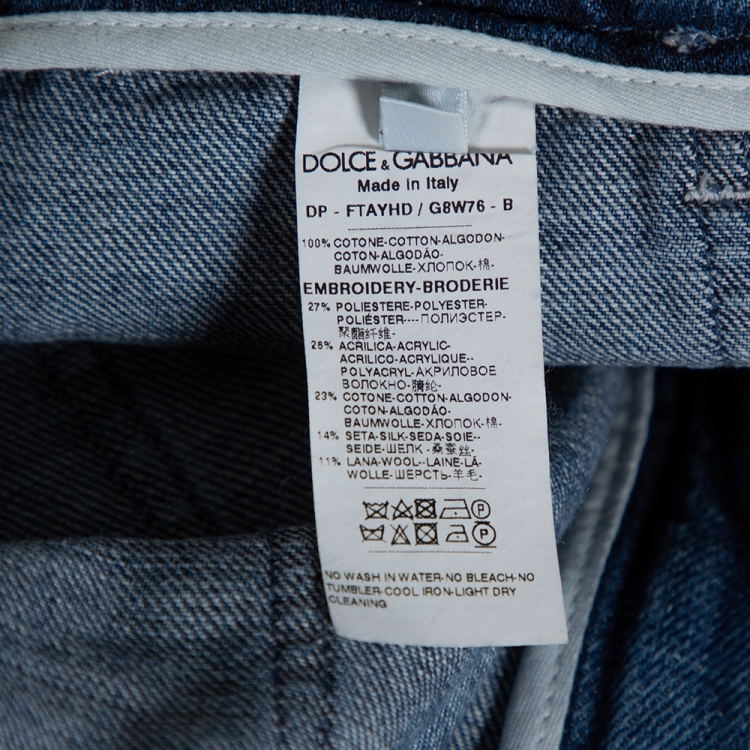 DOLCE & GABBANA
Made in Italy
DP - FTAYHD / G8W76 - B
100% COTONE-COTTON-ALGODON-
COTON-ALGODÃO-
BAUMWOLLE-ХЛОПОК-棉-
EMBROIDERY-BRODERIE
27% POLIESTERE-POLYESTER-
POLIÉSTER----ПОЛИЭСТЕР-
聚酯纤维-
25% ACRILICA-ACRYLIC-
ACRILICO-ACRYLIQUE--
POLYACRYL-АКРИЛОВОЕ
ВОЛОКНО-腈纶-
23% COTONE-COTTON-ALGODON-
COTON-ALGODÃO-
BAUMWOLLE-ХЛОПОК-棉-
14% SETA-SILK-SEDA-SOIE--
SEIDE-ШЕЛК-桑蚕丝-
11% LANA-WOOL--LAINE-LÃ-
WOLLE-ШЕРСТЬ-羊毛-
P
P
NO WASH IN WATER-NO BLEACH-NO
TUMBLER-COOL IRON-LIGHT DRY
CLEANING